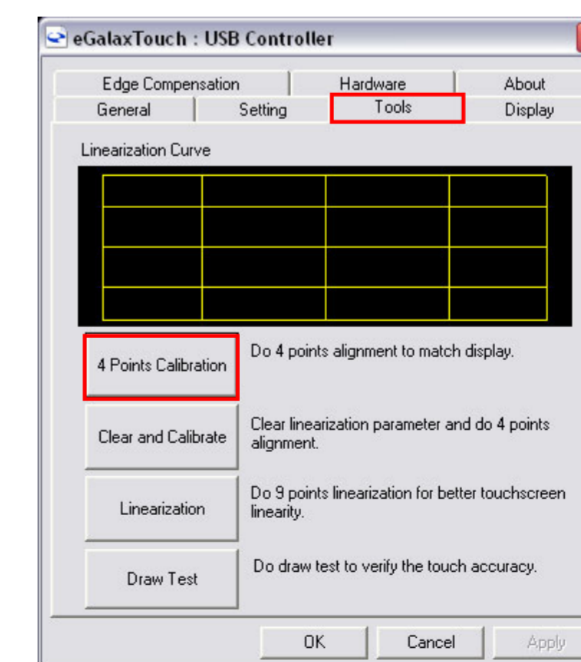 eGalaxTouch : USB Controller
Edge Compensation Hardware About
General Setting Tools Display
Linearization Curve
4 Points Calibration
Do 4 points alignment to match display.
Clear and Calibrate
Clear linearization parameter and do 4 points
alignment.
Linearization
Do 9 points linearization for better touchscreen
linearity.
Draw Test
Do draw test to verify the touch accuracy.
OK Cancel Apply